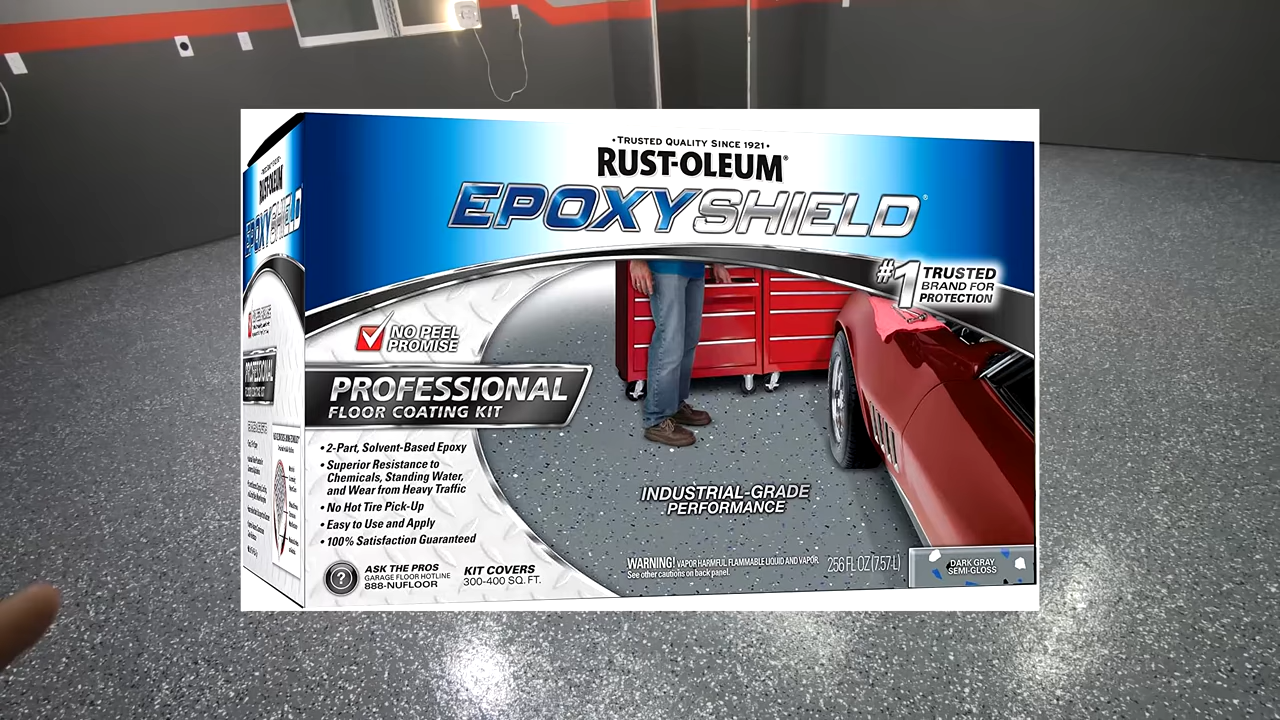 •TRUSTED QUALITY SINCE 1921•
RUST-OLEUM®
EPOXYSHIELD®
#1 TRUSTED
BRAND FOR
PROTECTION
NO PEEL
PROMISE
PROFESSIONAL
FLOOR COATING KIT
• 2-Part, Solvent-Based Epoxy
• Superior Resistance to
Chemicals, Standing Water,
and Wear from Heavy Traffic
• No Hot Tire Pick-Up
• Easy to Use and Apply
• 100% Satisfaction Guaranteed
INDUSTRIAL-GRADE
PERFORMANCE
?
ASK THE PROS
GARAGE FLOOR HOTLINE
888-NUFLOOR
KIT COVERS
300-400 SQ. FT.
WARNING! VAPOR HARMFUL. FLAMMABLE LIQUID AND VAPOR.
See other cautions on back panel.
256 FL OZ (7.57 L)
DARK GRAY
SEMI-GLOSS
RUST-OLEUM
EPOXYSHIELD
PROFESSIONAL
FLOOR COATING KIT